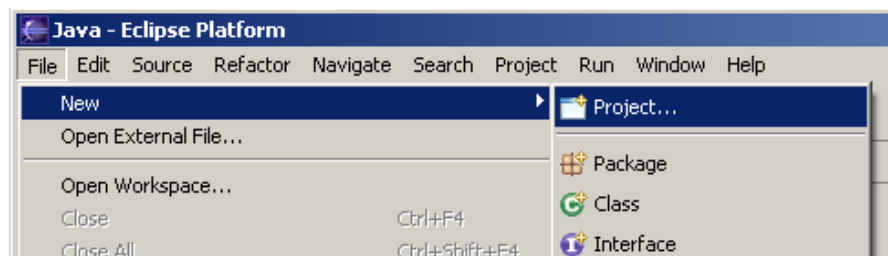 Java - Eclipse Platform
File Edit Source Refactor Navigate Search Project Run Window Help
New
Open External File...
Open Workspace...
Close Ctrl+F4
Close All Ctrl+Shift+F4
Project...
Package
Class
Interface